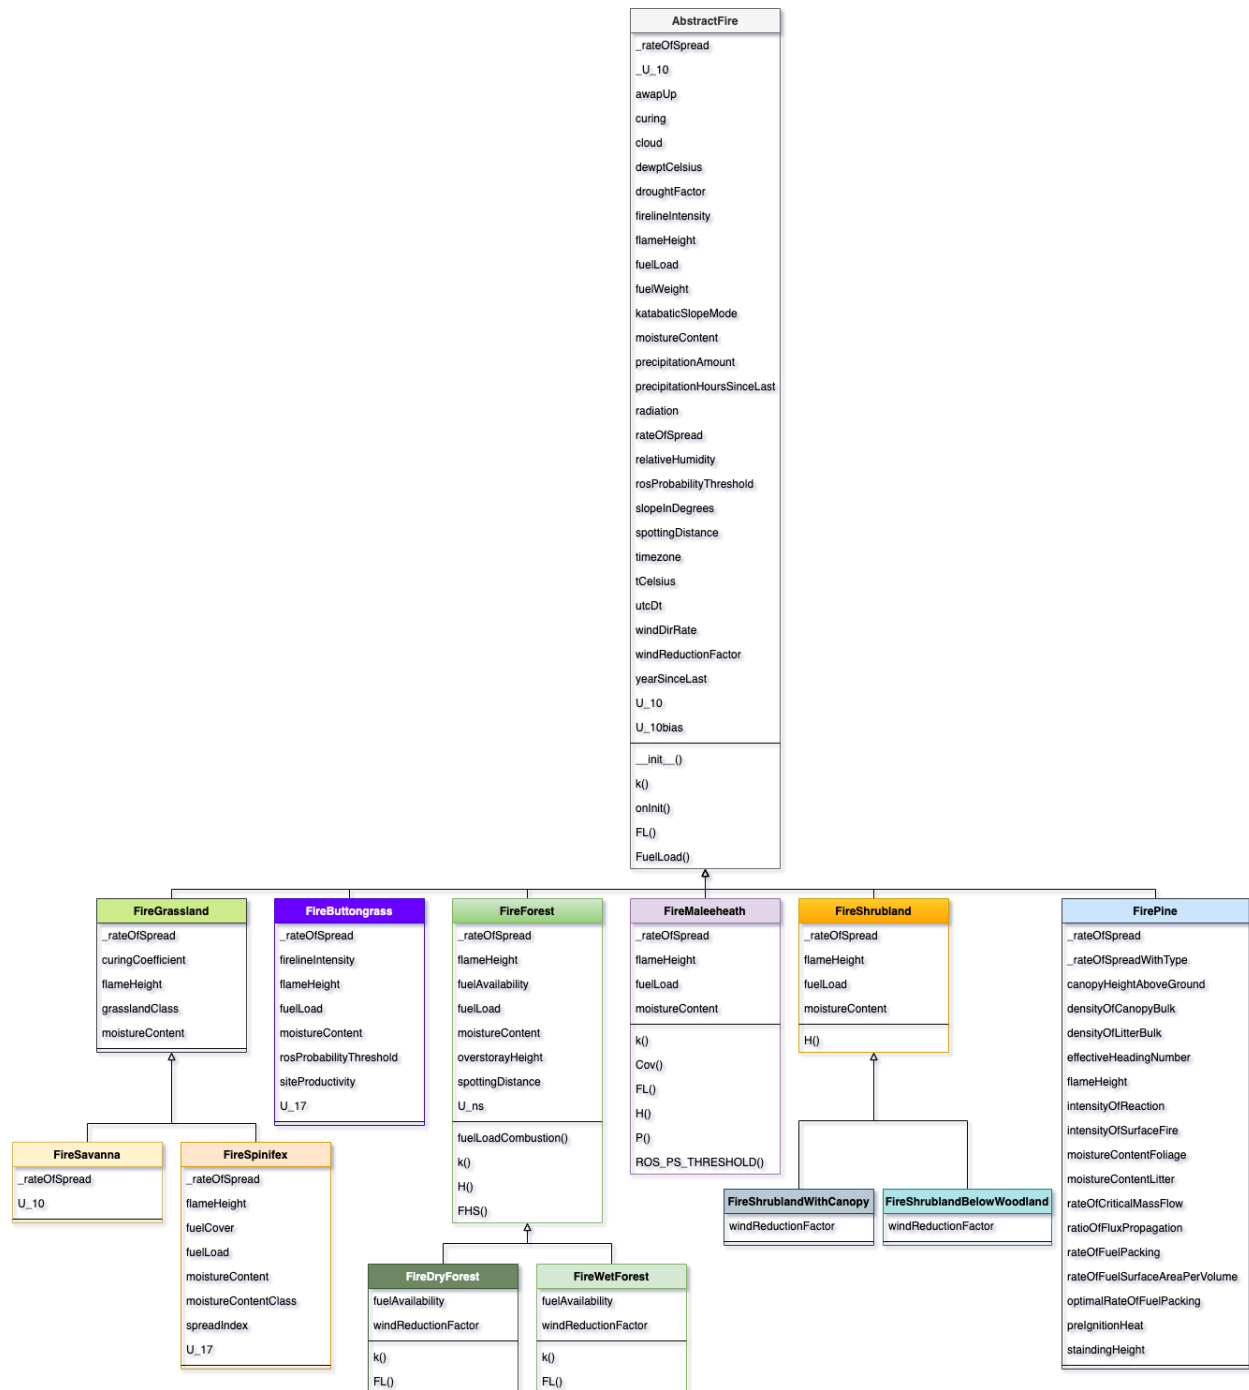 AbstractFire
_rateOfSpread
_U_10
awapUp
curing
cloud
dewptCelsius
droughtFactor
firelineIntensity
flameHeight
fuelLoad
fuelWeight
katabaticSlopeMode
moistureContent
precipitationAmount
precipitationHoursSinceLast
radiation
rateOfSpread
relativeHumidity
rosProbabilityThreshold
slopeInDegrees
spottingDistance
timezone
tCelsius
utcDt
windDirRate
windReductionFactor
yearSinceLast
U_10
U_10bias
__init__()
k()
onInit()
FL()
FuelLoad()
FireGrassland
_rateOfSpread
curingCoefficient
flameHeight
grasslandClass
moistureContent
FireButtongrass
_rateOfSpread
firelineIntensity
flameHeight
fuelLoad
moistureContent
rosProbabilityThreshold
siteProductivity
U_17
FireForest
_rateOfSpread
flameHeight
fuelAvailability
fuelLoad
moistureContent
overstorayHeight
spottingDistance
U_ns
fuelLoadCombustion()
k()
H()
FHS()
FireMaleeheath
_rateOfSpread
flameHeight
fuelLoad
moistureContent
k()
Cov()
FL()
H()
P()
ROS_PS_THRESHOLD()
FireShrubland
_rateOfSpread
flameHeight
fuelLoad
moistureContent
H()
FirePine
_rateOfSpread
_rateOfSpreadWithType
canopyHeightAboveGround
densityOfCanopyBulk
densityOfLitterBulk
effectiveHeadingNumber
flameHeight
intensityOfReaction
intensityOfSurfaceFire
moistureContentFoliage
moistureContentLitter
rateOfCriticalMassFlow
ratioOfFluxPropagation
rateOfFuelPacking
rateOfFuelSurfaceAreaPerVolume
optimalRateOfFuelPacking
preIgnitionHeat
staindingHeight
FireSavanna
_rateOfSpread
U_10
FireSpinifex
_rateOfSpread
flameHeight
fuelCover
fuelLoad
moistureContent
moistureContentClass
spreadIndex
U_17
FireShrublandWithCanopy
windReductionFactor
FireShrublandBelowWoodland
windReductionFactor
FireDryForest
fuelAvailability
windReductionFactor
k()
FL()
FireWetForest
fuelAvailability
windReductionFactor
k()
FL()